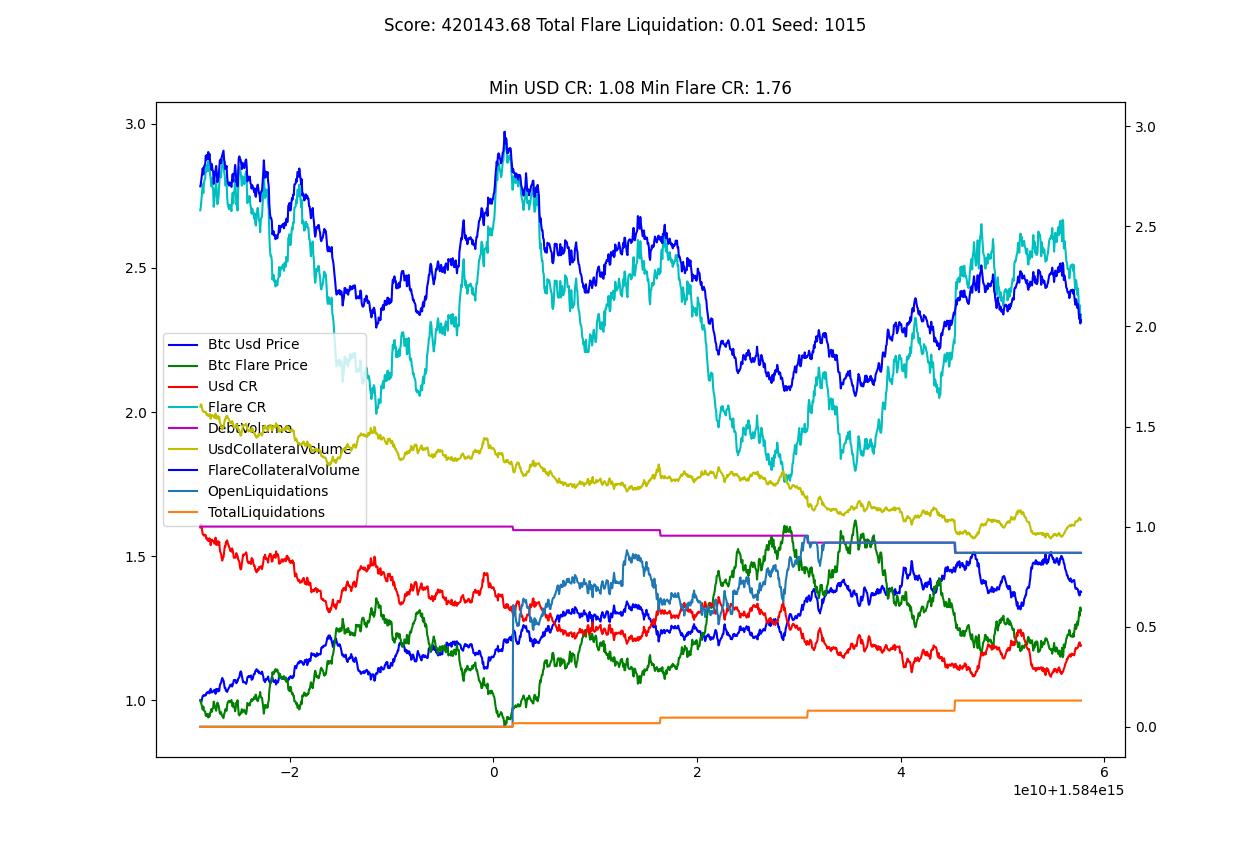 Score: 420143.68 Total Flare Liquidation: 0.01 Seed: 1015
Min USD CR: 1.08 Min Flare CR: 1.76
3.0
2.5
2.0
1.5
1.0
3.0
2.5
2.0
1.5
1.0
0.5
0.0
Btc Usd Price
Btc Flare Price
Usd CR
Flare CR
DebtVolume
UsdCollateralVolume
FlareCollateralVolume
OpenLiquidations
TotalLiquidations
−2 0 2 4 6
1e10+1.584e15